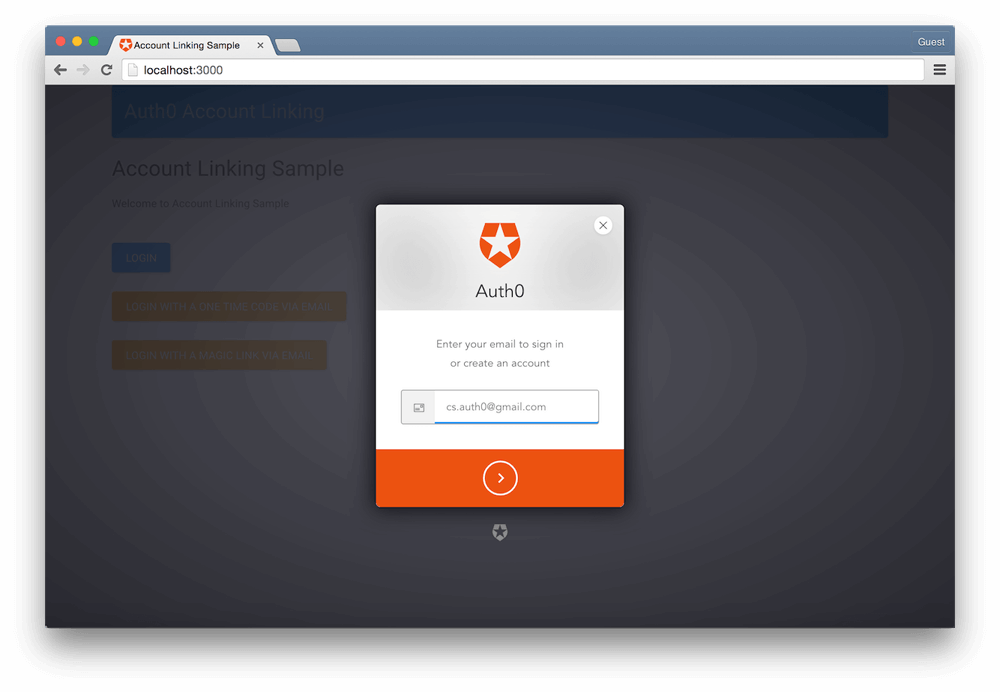 Account Linking Sample
Guest
localhost:3000
Auth0 Account Linking
Account Linking Sample
Welcome to Account Linking Sample
LOGIN
LOGIN WITH A ONE TIME CODE VIA EMAIL
LOGIN WITH A MAGIC LINK VIA EMAIL
Auth0
Enter your email to sign in
or create an account
cs.auth0@gmail.com